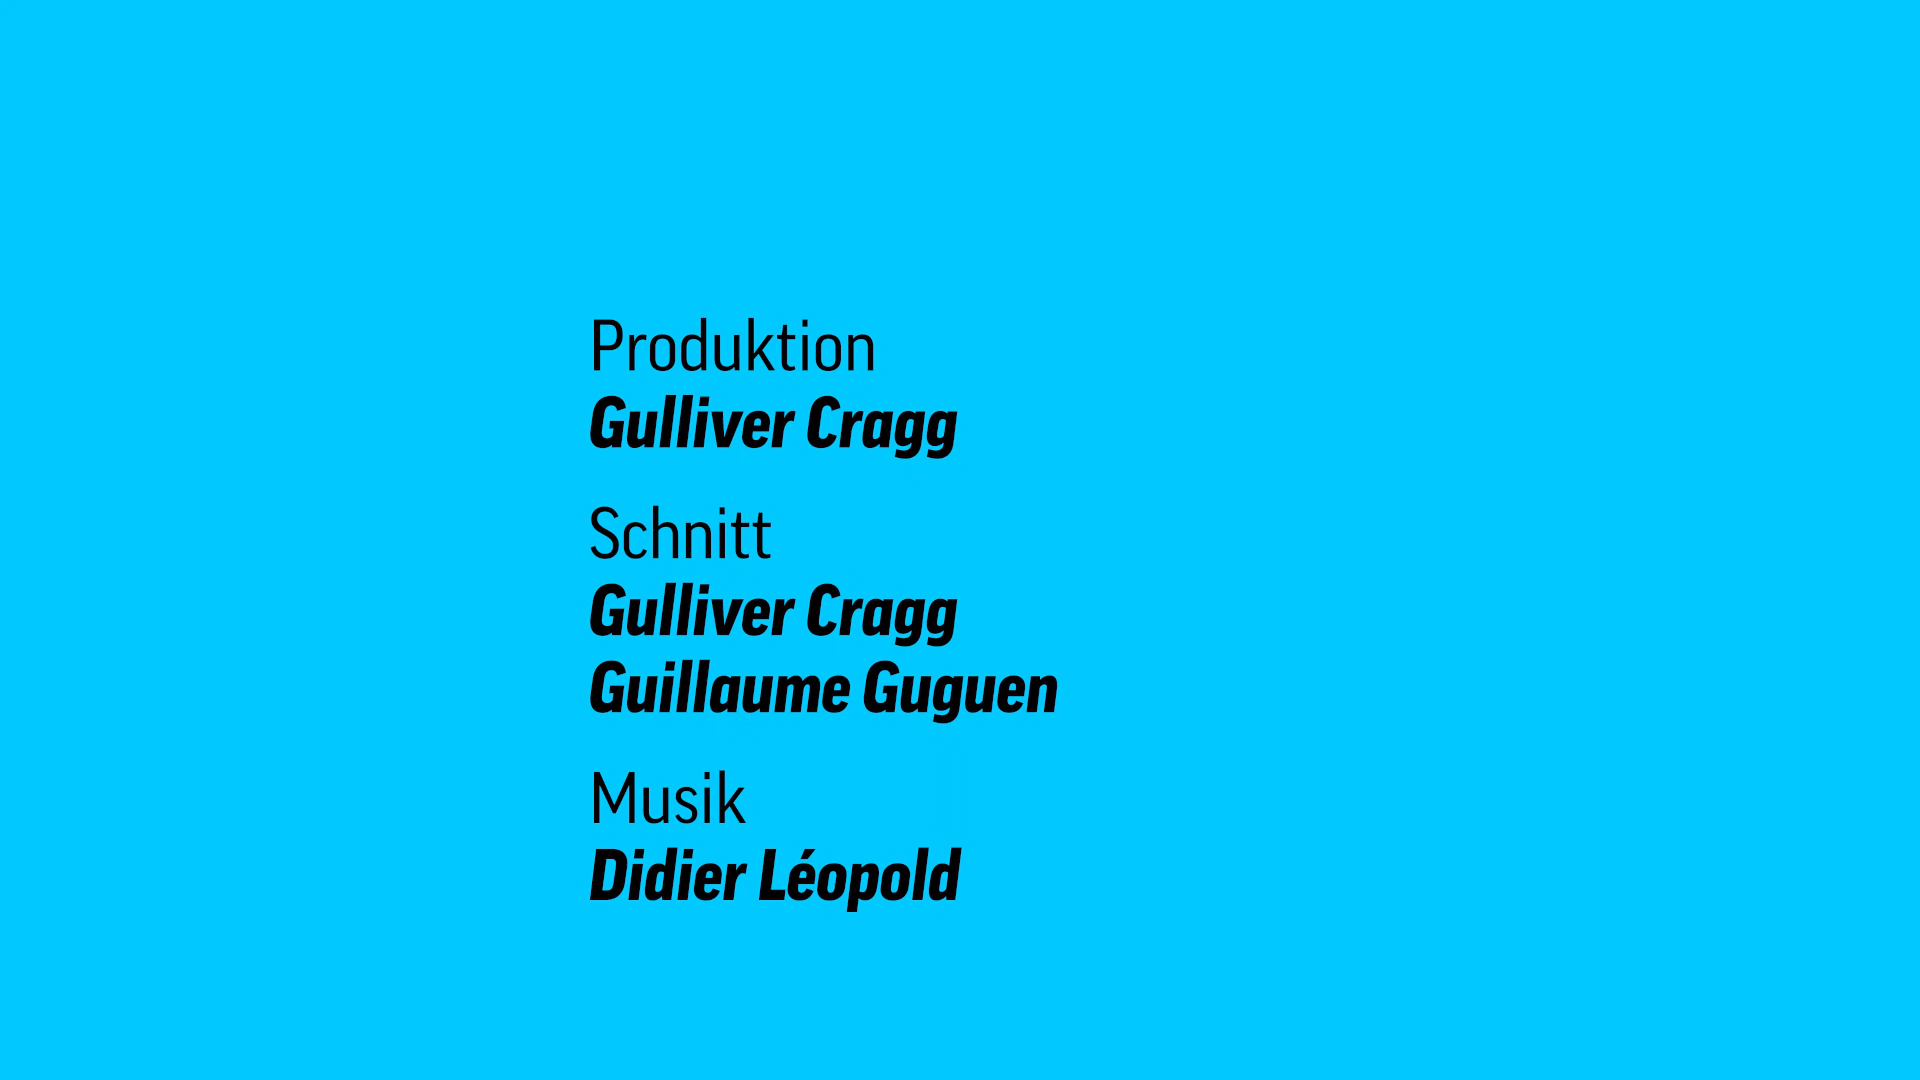 Produktion
Gulliver Cragg
Schnitt
Gulliver Cragg
Guillaume Guguen
Musik
Didier Léopold